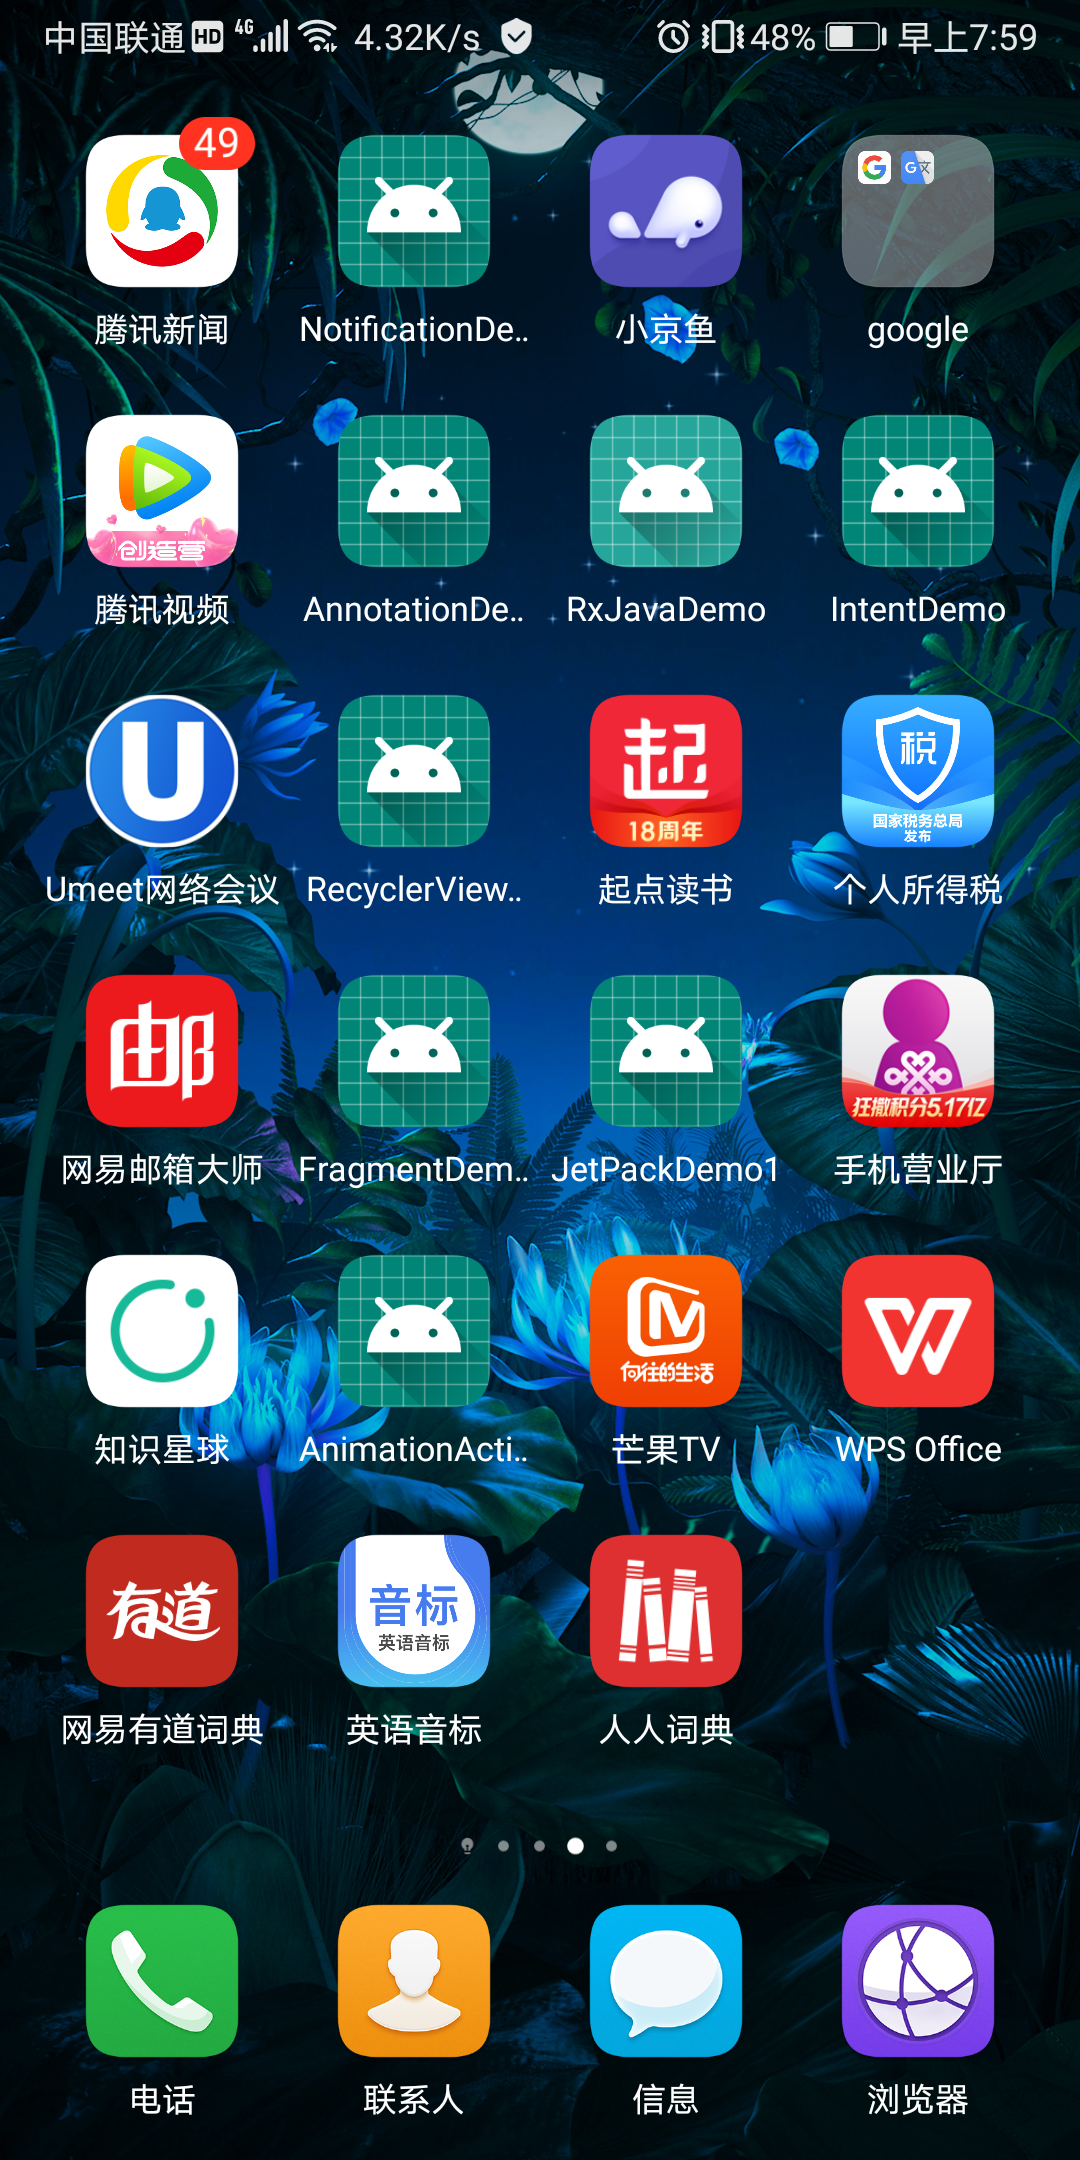 中国联通 HD 4G 4.32K/s 48% 早上7:59
49
G文
腾讯新闻 NotificationDe.. 小京鱼 google
创造营
腾讯视频 AnnotationDe.. RxJavaDemo IntentDemo
U
起
18周年
税
国家税务总局
发布
Umeet网络会议 RecyclerView.. 起点读书 个人所得税
邮
狂撒积分5.17亿
网易邮箱大师 FragmentDem.. JetPackDemo1 手机营业厅
向往的生活
知识星球 AnimationActi.. 芒果TV WPS Office
有道
音标
英语音标
网易有道词典 英语音标 人人词典
电话 联系人 信息 浏览器